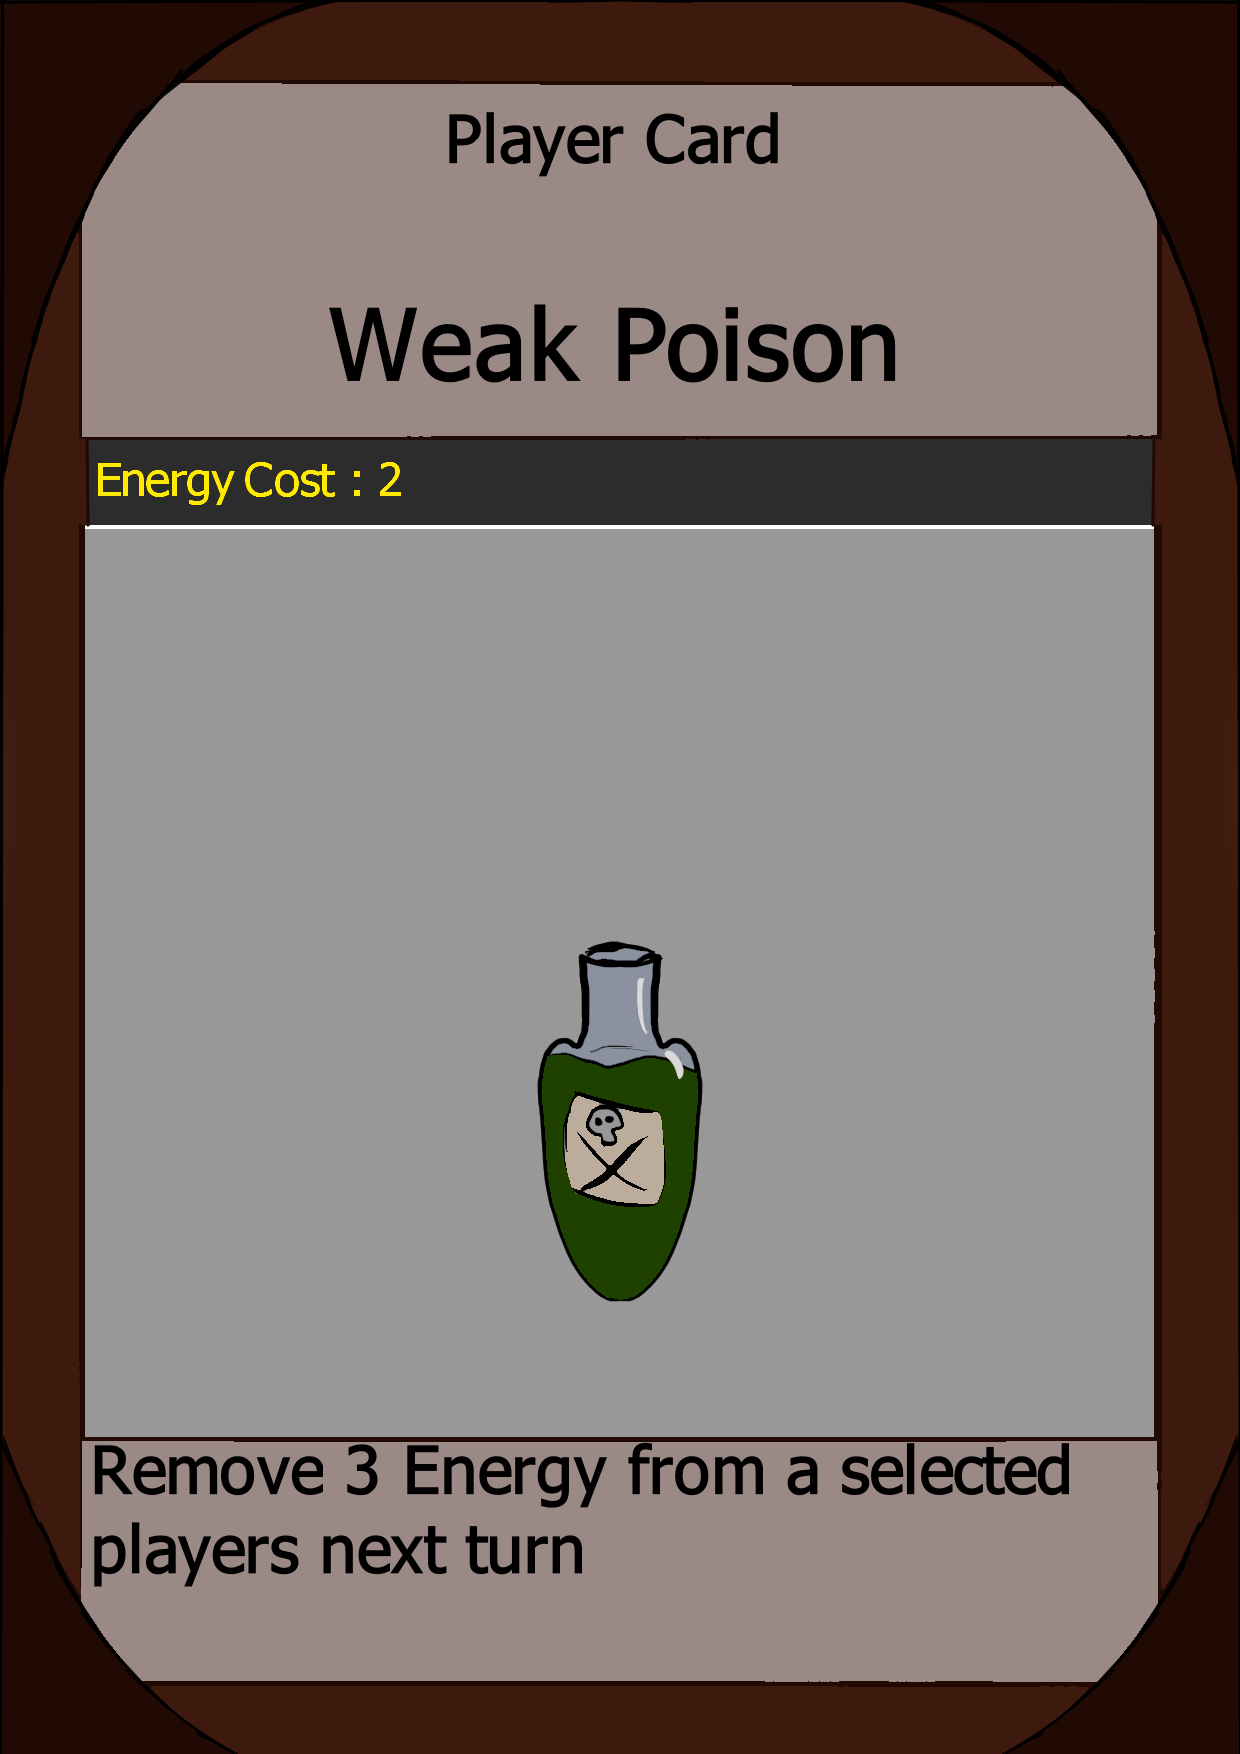 Player Card
Weak Poison
Energy Cost : 2
Remove 3 Energy from a selected
players next turn